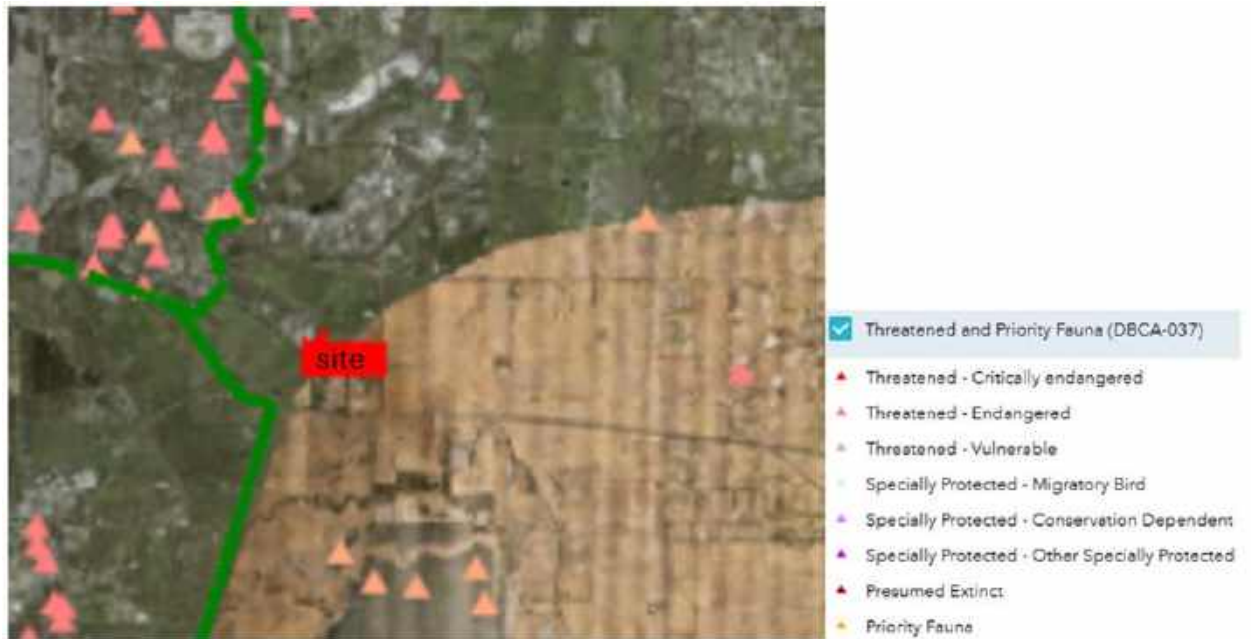 site
Threatened and Priority Fauna (DBCA-037)
Threatened - Critically endangered
Threatened - Endangered
Threatened - Vulnerable
Specially Protected - Migratory Bird
Specially Protected - Conservation Dependent
Specially Protected - Other Specially Protected
Presumed Extinct
Priority Fauna